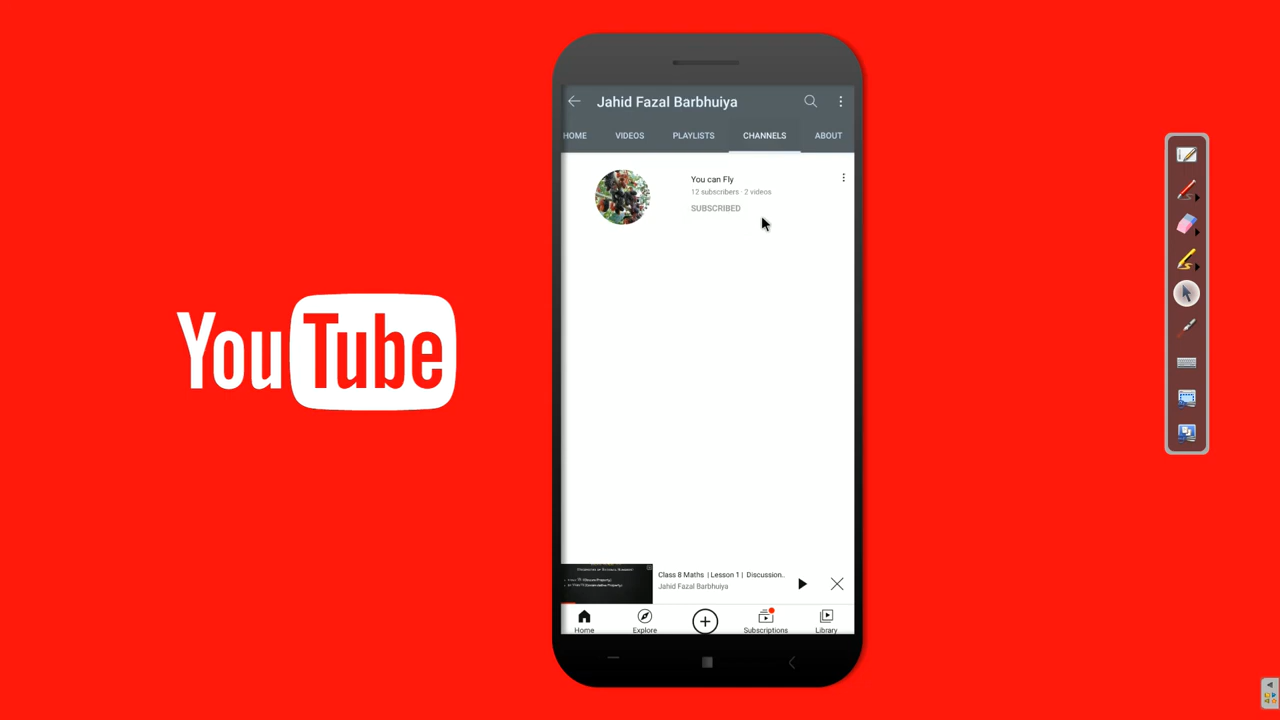 YouTube
Jahid Fazal Barbhuiya
HOME VIDEOS PLAYLISTS CHANNELS ABOUT
You can Fly
12 subscribers · 2 videos
SUBSCRIBED
Class 8 Maths | Lesson 1 | Discussion..
Jahid Fazal Barbhuiya
Home Explore Subscriptions Library